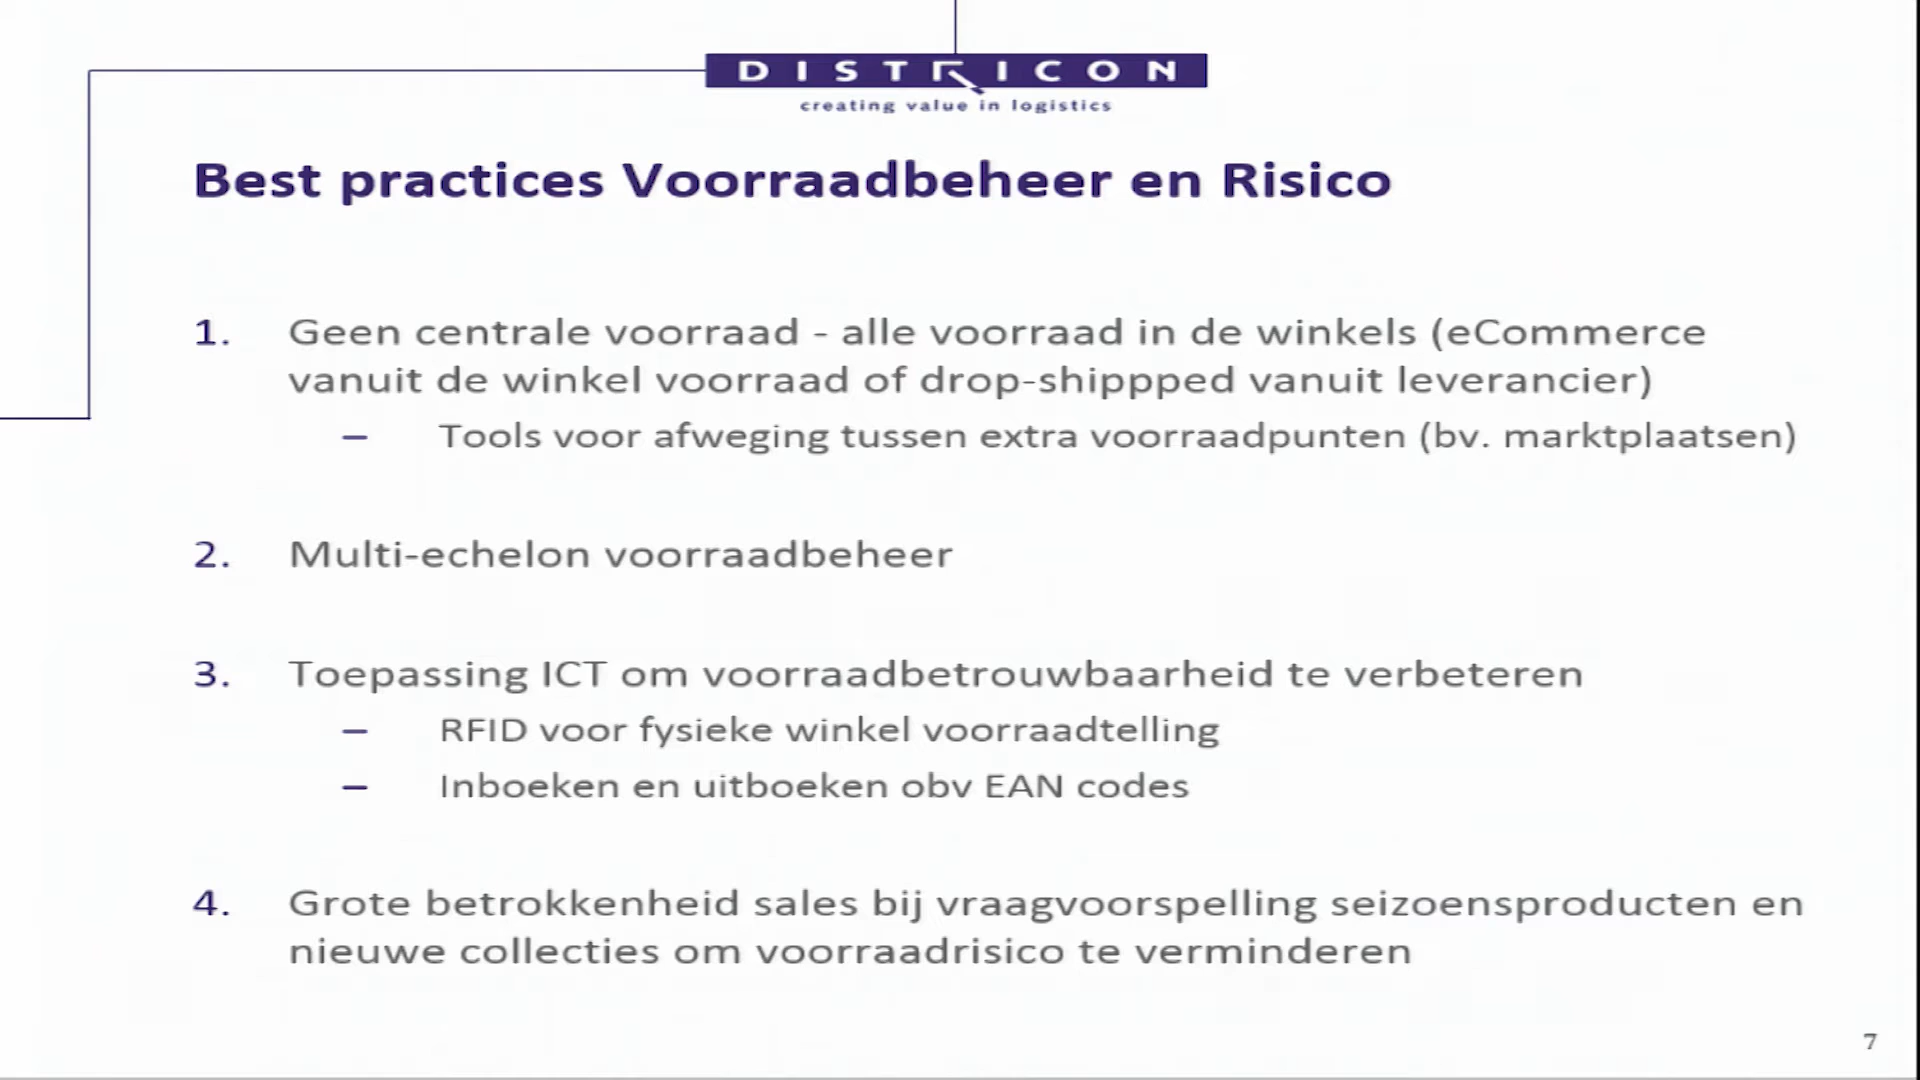 DISTRICON
creating value in logistics
Best practices Voorraadbeheer en Risico
1. Geen centrale voorraad - alle voorraad in de winkels (eCommerce
vanuit de winkel voorraad of drop-shippped vanuit leverancier)
– Tools voor afweging tussen extra voorraadpunten (bv. marktplaatsen)
2. Multi-echelon voorraadbeheer
3. Toepassing ICT om voorraadbetrouwbaarheid te verbeteren
– RFID voor fysieke winkel voorraadtelling
– Inboeken en uitboeken obv EAN codes
4. Grote betrokkenheid sales bij vraagvoorspelling seizoensproducten en
nieuwe collecties om voorraadrisico te verminderen
7